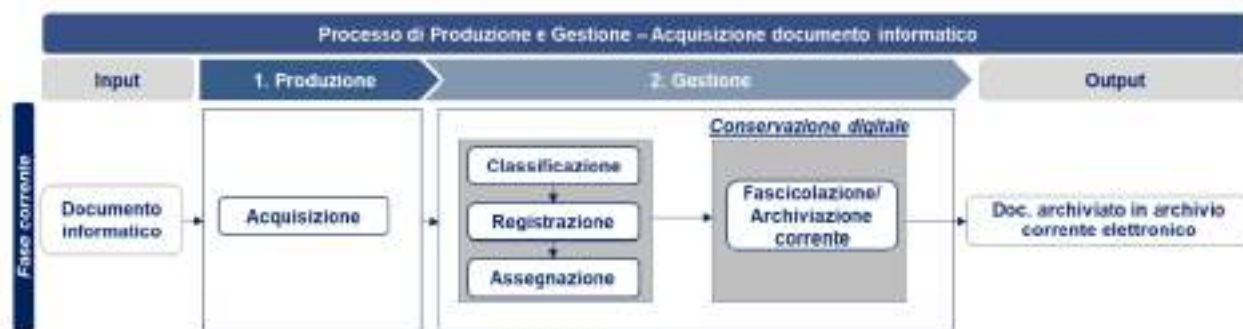 Processo di Produzione e Gestione – Acquisizione documento informatico
Input
1. Produzione
2. Gestione
Output
Fase corrente
Documento
informatico
Acquisizione
Classificazione
Registrazione
Assegnazione
Conservazione digitale
Fascicolazione/
Archiviazione
corrente
Doc. archiviato in archivio
corrente elettronico